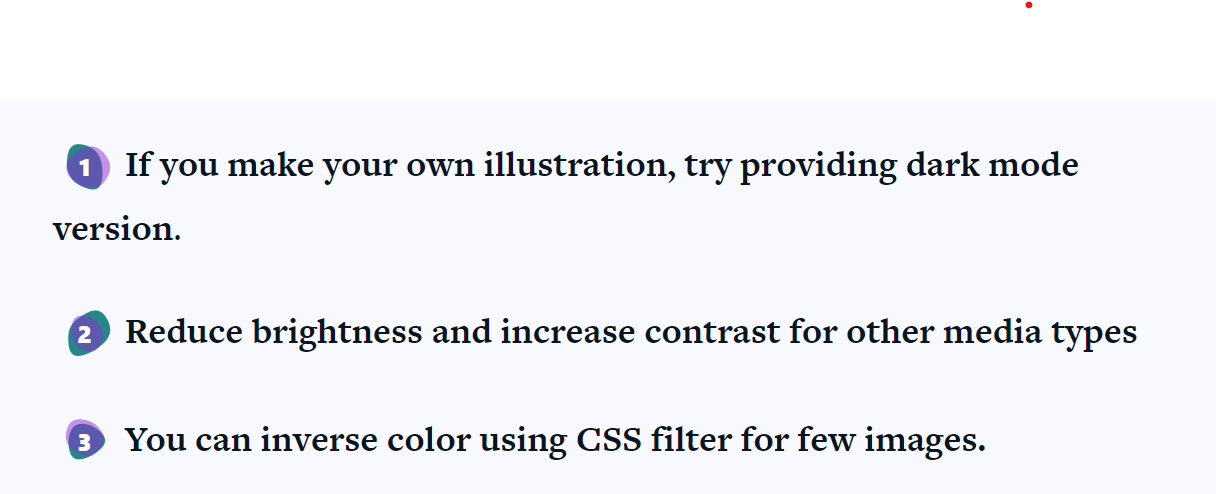 1 If you make your own illustration, try providing dark mode
version.
2 Reduce brightness and increase contrast for other media types
3 You can inverse color using CSS filter for few images.